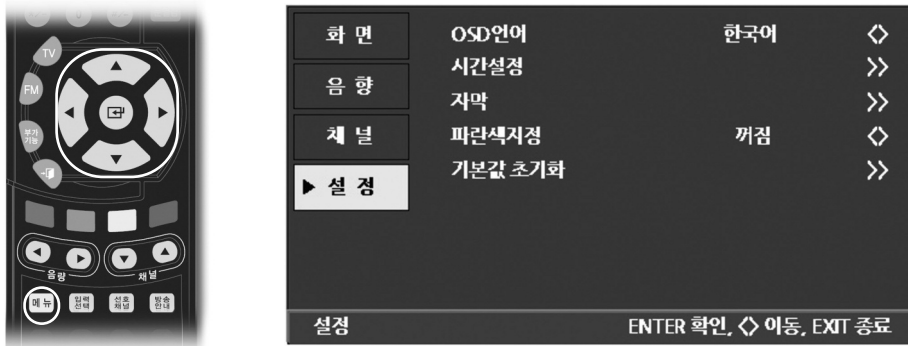 TV
FM
부가
기능
음량
채널
메뉴
입력
선택
선호
채널
방송
안내
화 면
음 향
채 널
▶ 설 정
OSD언어 한국어 <>
시간설정 >>
자막 >>
파란색지정 꺼짐 <>
기본값 초기화 >>
설정 ENTER 확인, <> 이동, EXIT 종료